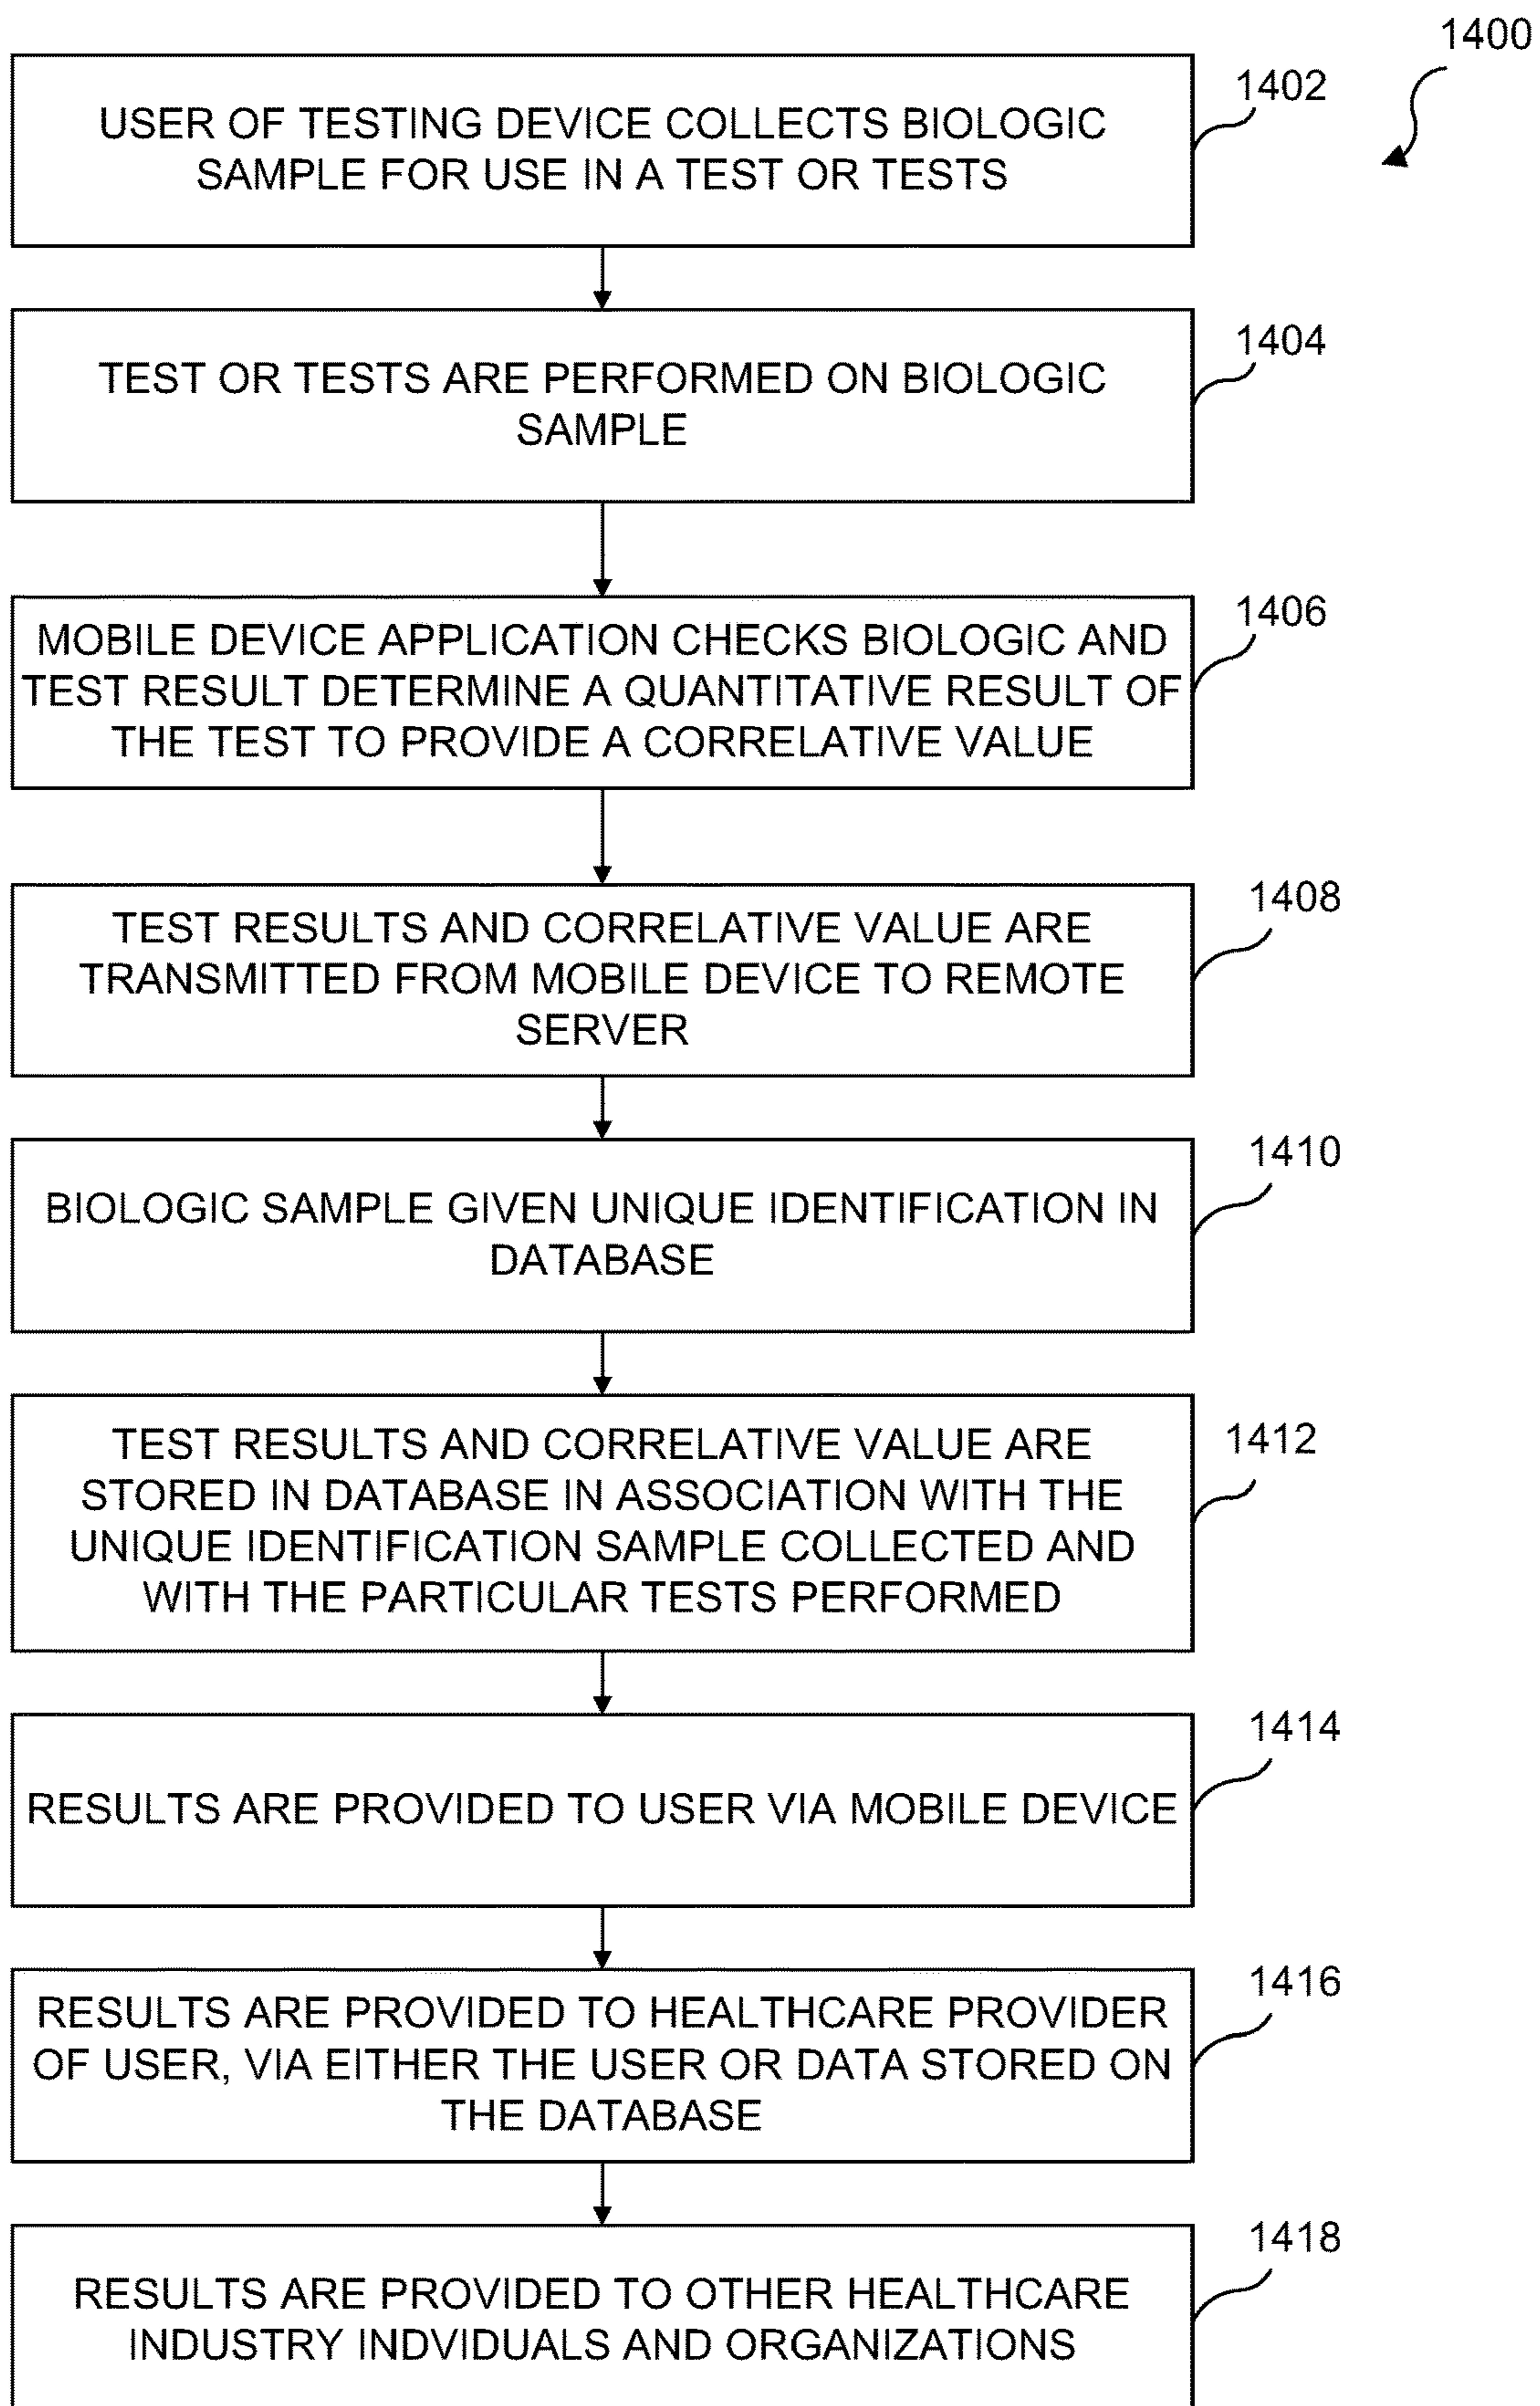 1400
1402
USER OF TESTING DEVICE COLLECTS BIOLOGIC
SAMPLE FOR USE IN A TEST OR TESTS
1404
TEST OR TESTS ARE PERFORMED ON BIOLOGIC
SAMPLE
1406
MOBILE DEVICE APPLICATION CHECKS BIOLOGIC AND
TEST RESULT DETERMINE A QUANTITATIVE RESULT OF
THE TEST TO PROVIDE A CORRELATIVE VALUE
1408
TEST RESULTS AND CORRELATIVE VALUE ARE
TRANSMITTED FROM MOBILE DEVICE TO REMOTE
SERVER
1410
BIOLOGIC SAMPLE GIVEN UNIQUE IDENTIFICATION IN
DATABASE
1412
TEST RESULTS AND CORRELATIVE VALUE ARE
STORED IN DATABASE IN ASSOCIATION WITH THE
UNIQUE IDENTIFICATION SAMPLE COLLECTED AND
WITH THE PARTICULAR TESTS PERFORMED
1414
RESULTS ARE PROVIDED TO USER VIA MOBILE DEVICE
1416
RESULTS ARE PROVIDED TO HEALTHCARE PROVIDER
OF USER, VIA EITHER THE USER OR DATA STORED ON
THE DATABASE
1418
RESULTS ARE PROVIDED TO OTHER HEALTHCARE
INDUSTRY INDVIDUALS AND ORGANIZATIONS